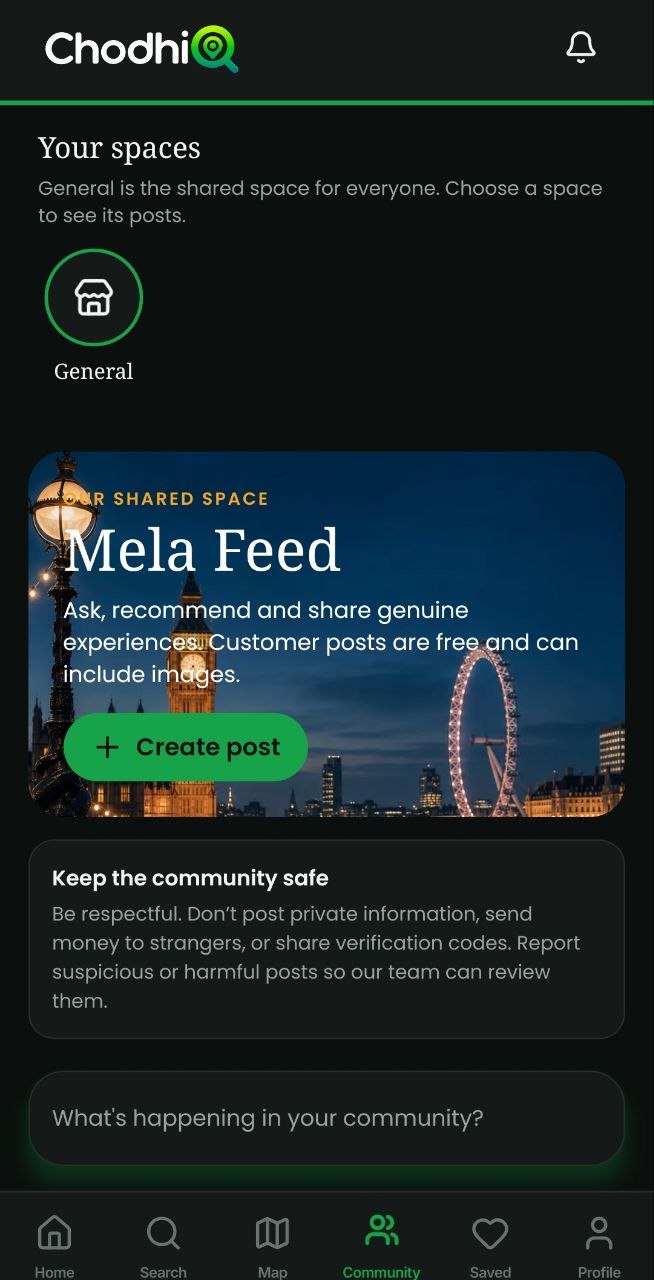 Chodhi
Your spaces
General is the shared space for everyone. Choose a space
to see its posts.
General
OUR SHARED SPACE
Mela Feed
Ask, recommend and share genuine
experiences. Customer posts are free and can
include images.
+ Create post
Keep the community safe
Be respectful. Don’t post private information, send
money to strangers, or share verification codes. Report
suspicious or harmful posts so our team can review
them.
What's happening in your community?
Home Search Map Community Saved Profile